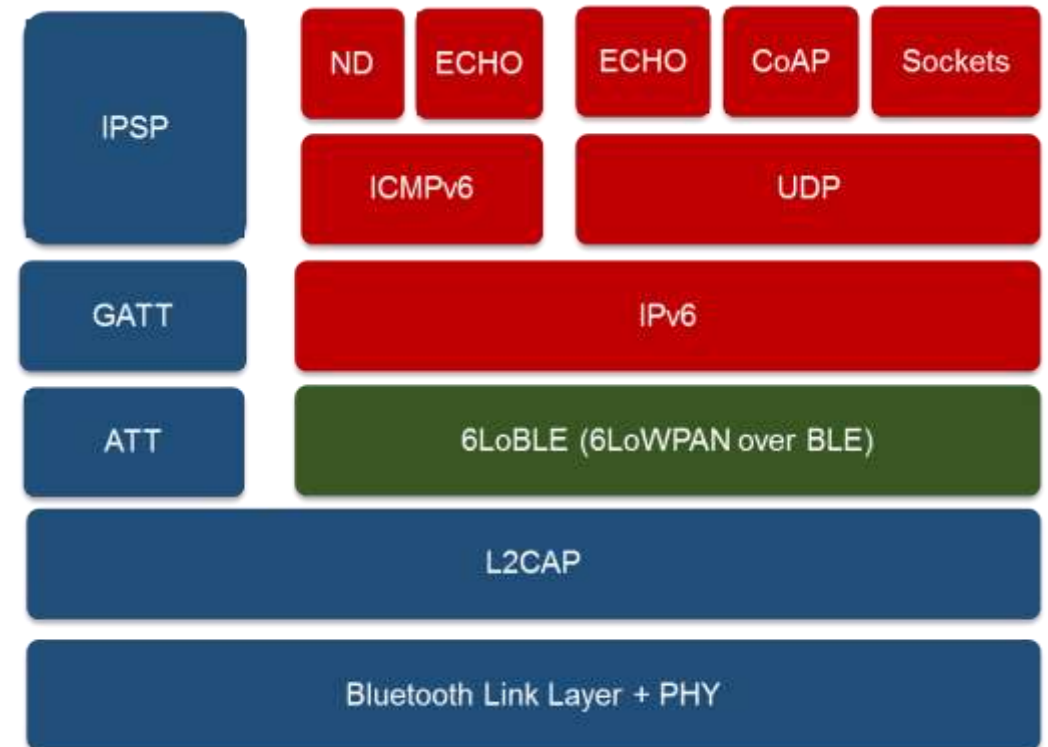 IPSP
ND
ECHO
ECHO
CoAP
Sockets
ICMPv6
UDP
GATT
IPv6
ATT
6LoBLE (6LoWPAN over BLE)
L2CAP
Bluetooth Link Layer + PHY